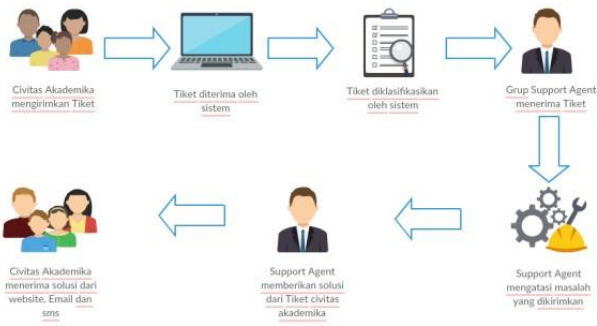 Civitas Akademika
mengirimkan Tiket
Tiket diterima oleh
sistem
Tiket diklasifikasikan
oleh sistem
Grup Support Agent
menerima Tiket
Support Agent
mengatasi masalah
yang dikirimkan
Support Agent
memberikan solusi
dari Tiket civitas
akademika
Civitas Akademika
menerima solusi dari
website, Email dan
sms